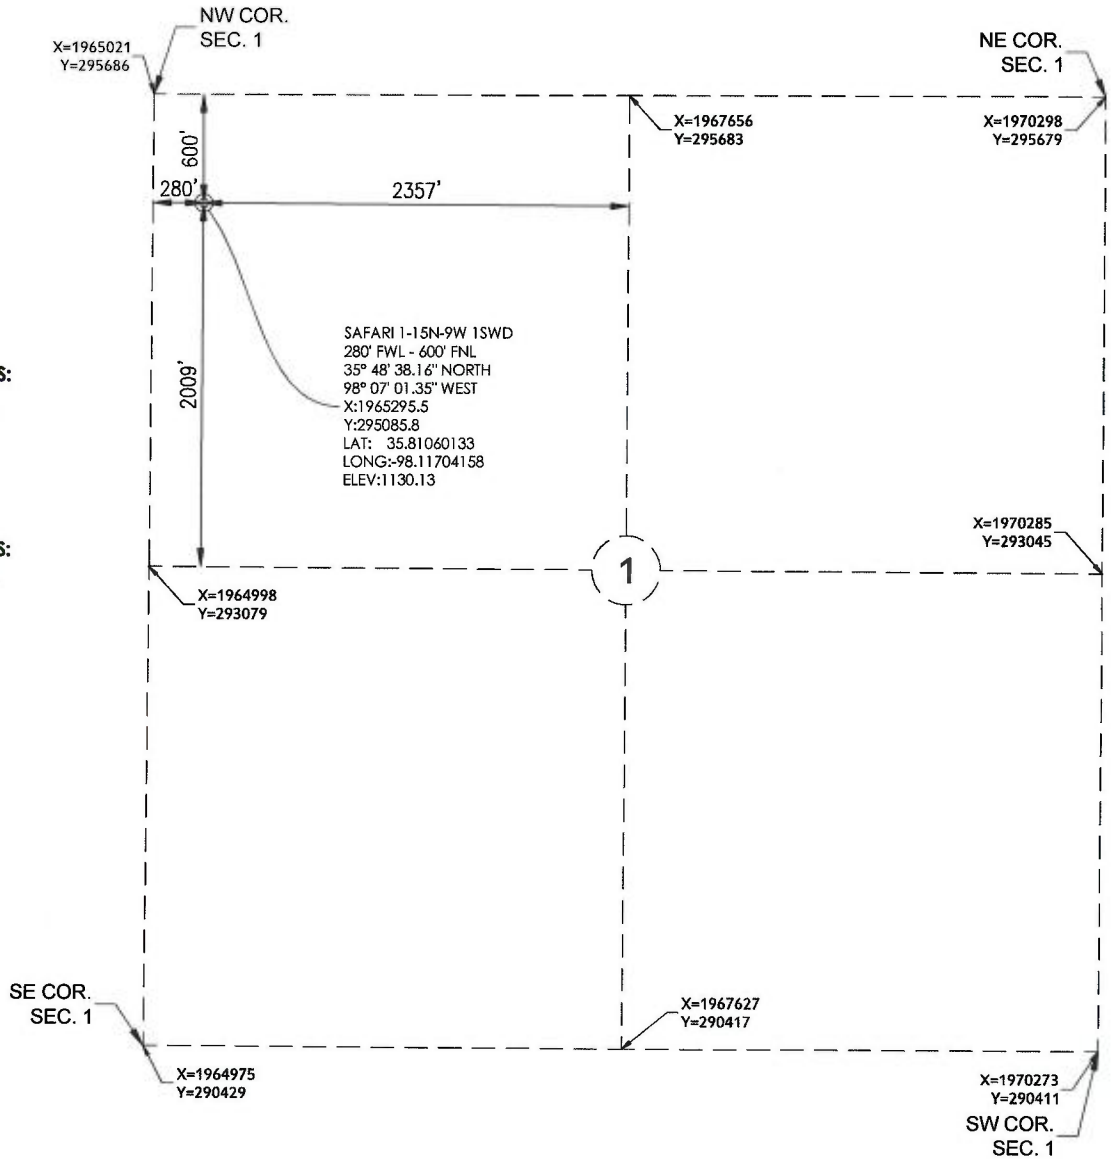 NW COR.
SEC. 1
X=1965021
Y=295686
NE COR.
SEC. 1
X=1967656
Y=295683
X=1970298
Y=295679
600'
280'
2357'
2009'
SAFARI 1-15N-9W 1SWD
280' FWL - 600' FNL
35° 48' 38.16" NORTH
98° 07' 01.35" WEST
X:1965295.5
Y:295085.8
LAT: 35.81060133
LONG:-98.11704158
ELEV:1130.13
S:
S:
X=1970285
Y=293045
1
X=1964998
Y=293079
SE COR.
SEC. 1
X=1967627
Y=290417
X=1964975
Y=290429
X=1970273
Y=290411
SW COR.
SEC. 1